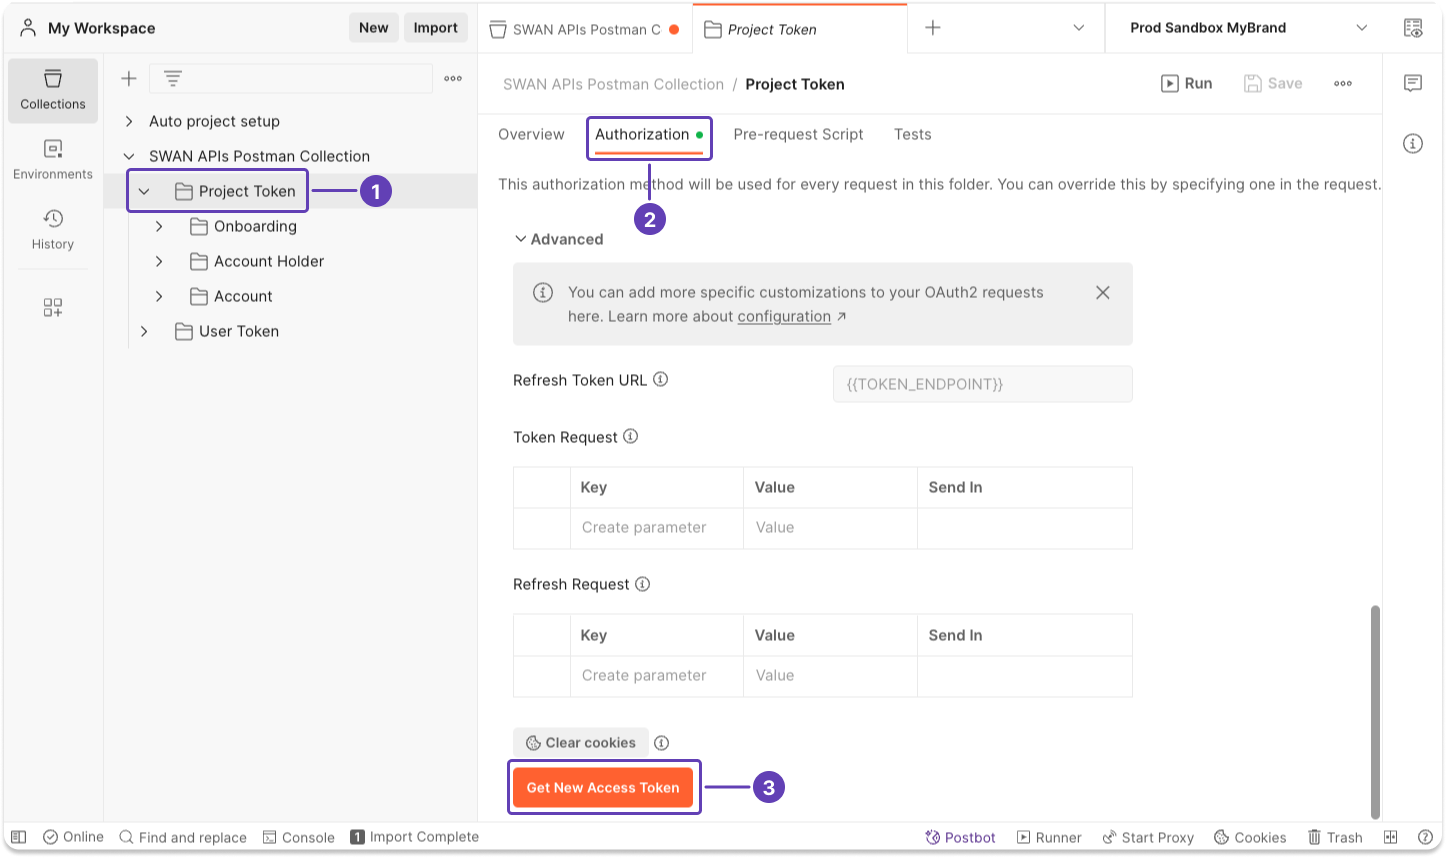 My Workspace
New
Import
SWAN APIs Postman C
Project Token
Prod Sandbox MyBrand
Collections
Environments
History
Auto project setup
SWAN APIs Postman Collection
Project Token
1
Onboarding
Account Holder
Account
User Token
SWAN APIs Postman Collection / Project Token
Run
Save
Overview
Authorization
Pre-request Script
Tests
This authorization method will be used for every request in this folder. You can override this by specifying one in the request.
2
Advanced
You can add more specific customizations to your OAuth2 requests
here. Learn more about configuration ↗
Refresh Token URL
{{TOKEN_ENDPOINT}}
Token Request
Key Value Send In
Create parameter Value
Refresh Request
Key Value Send In
Create parameter Value
Clear cookies
Get New Access Token
3
Online
Find and replace
Console
1 Import Complete
Postbot
Runner
Start Proxy
Cookies
Trash